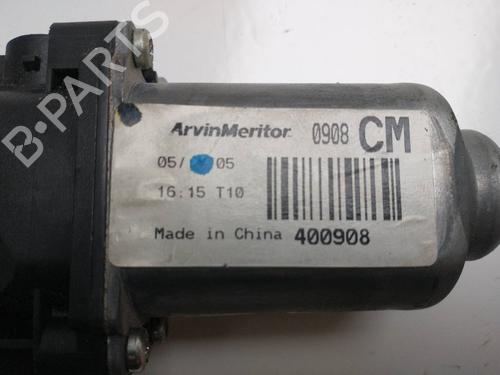 B-PARTS
ArvinMeritor 0908 CM
05/ 05
16:15 T10
Made in China 400908